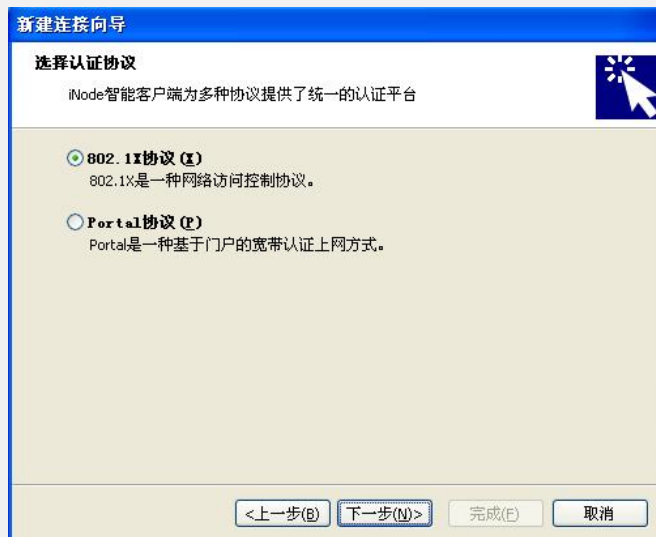 新建连接向导
选择认证协议
iNode智能客户端为多种协议提供了统一的认证平台
802.1X协议(X)
802.1X是一种网络访问控制协议。
Portal协议(P)
Portal是一种基于门户的宽带认证上网方式。
<上一步(B) 下一步(N)> 完成(F) 取消